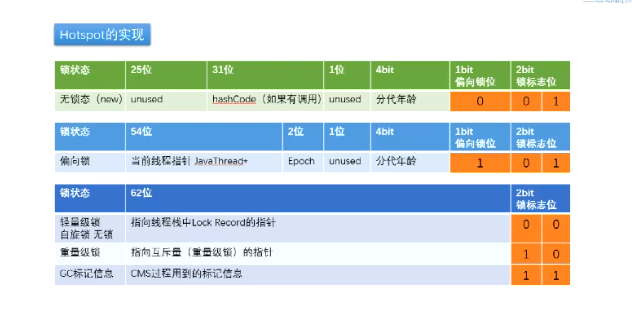 Hotspot的实现
锁状态 25位 31位 1位 4bit 1bit 偏向锁位 2bit 锁标志位
无锁态（new） unused hashCode（如果有调用） unused 分代年龄 0 0 1
锁状态 54位 2位 1位 4bit 1bit 偏向锁位 2bit 锁标志位
偏向锁 当前线程指针 JavaThread* Epoch unused 分代年龄 1 0 1
锁状态 62位 2bit 锁标志位
轻量级锁 自旋锁 无锁 指向线程栈中Lock Record的指针 0 0
重量级锁 指向互斥量（重量级锁）的指针 1 0
GC标记信息 CMS过程用到的标记信息 1 1